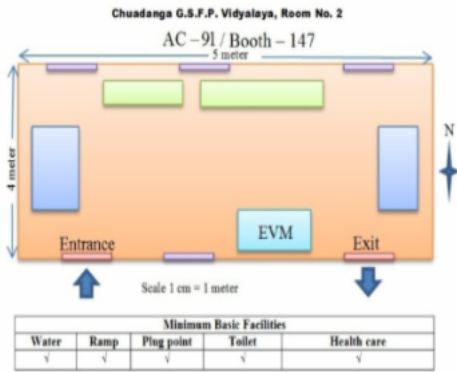 Chuadanga G.S.F.P. Vidyalaya, Room No. 2
AC –91 / Booth -147
5 meter
4 meter
N
EVM
Entrance
Exit
Scale 1 cm = 1 meter
Minimum Basic Facilities
Water Ramp Plug point Toilet Health care
√ √ √ √ √